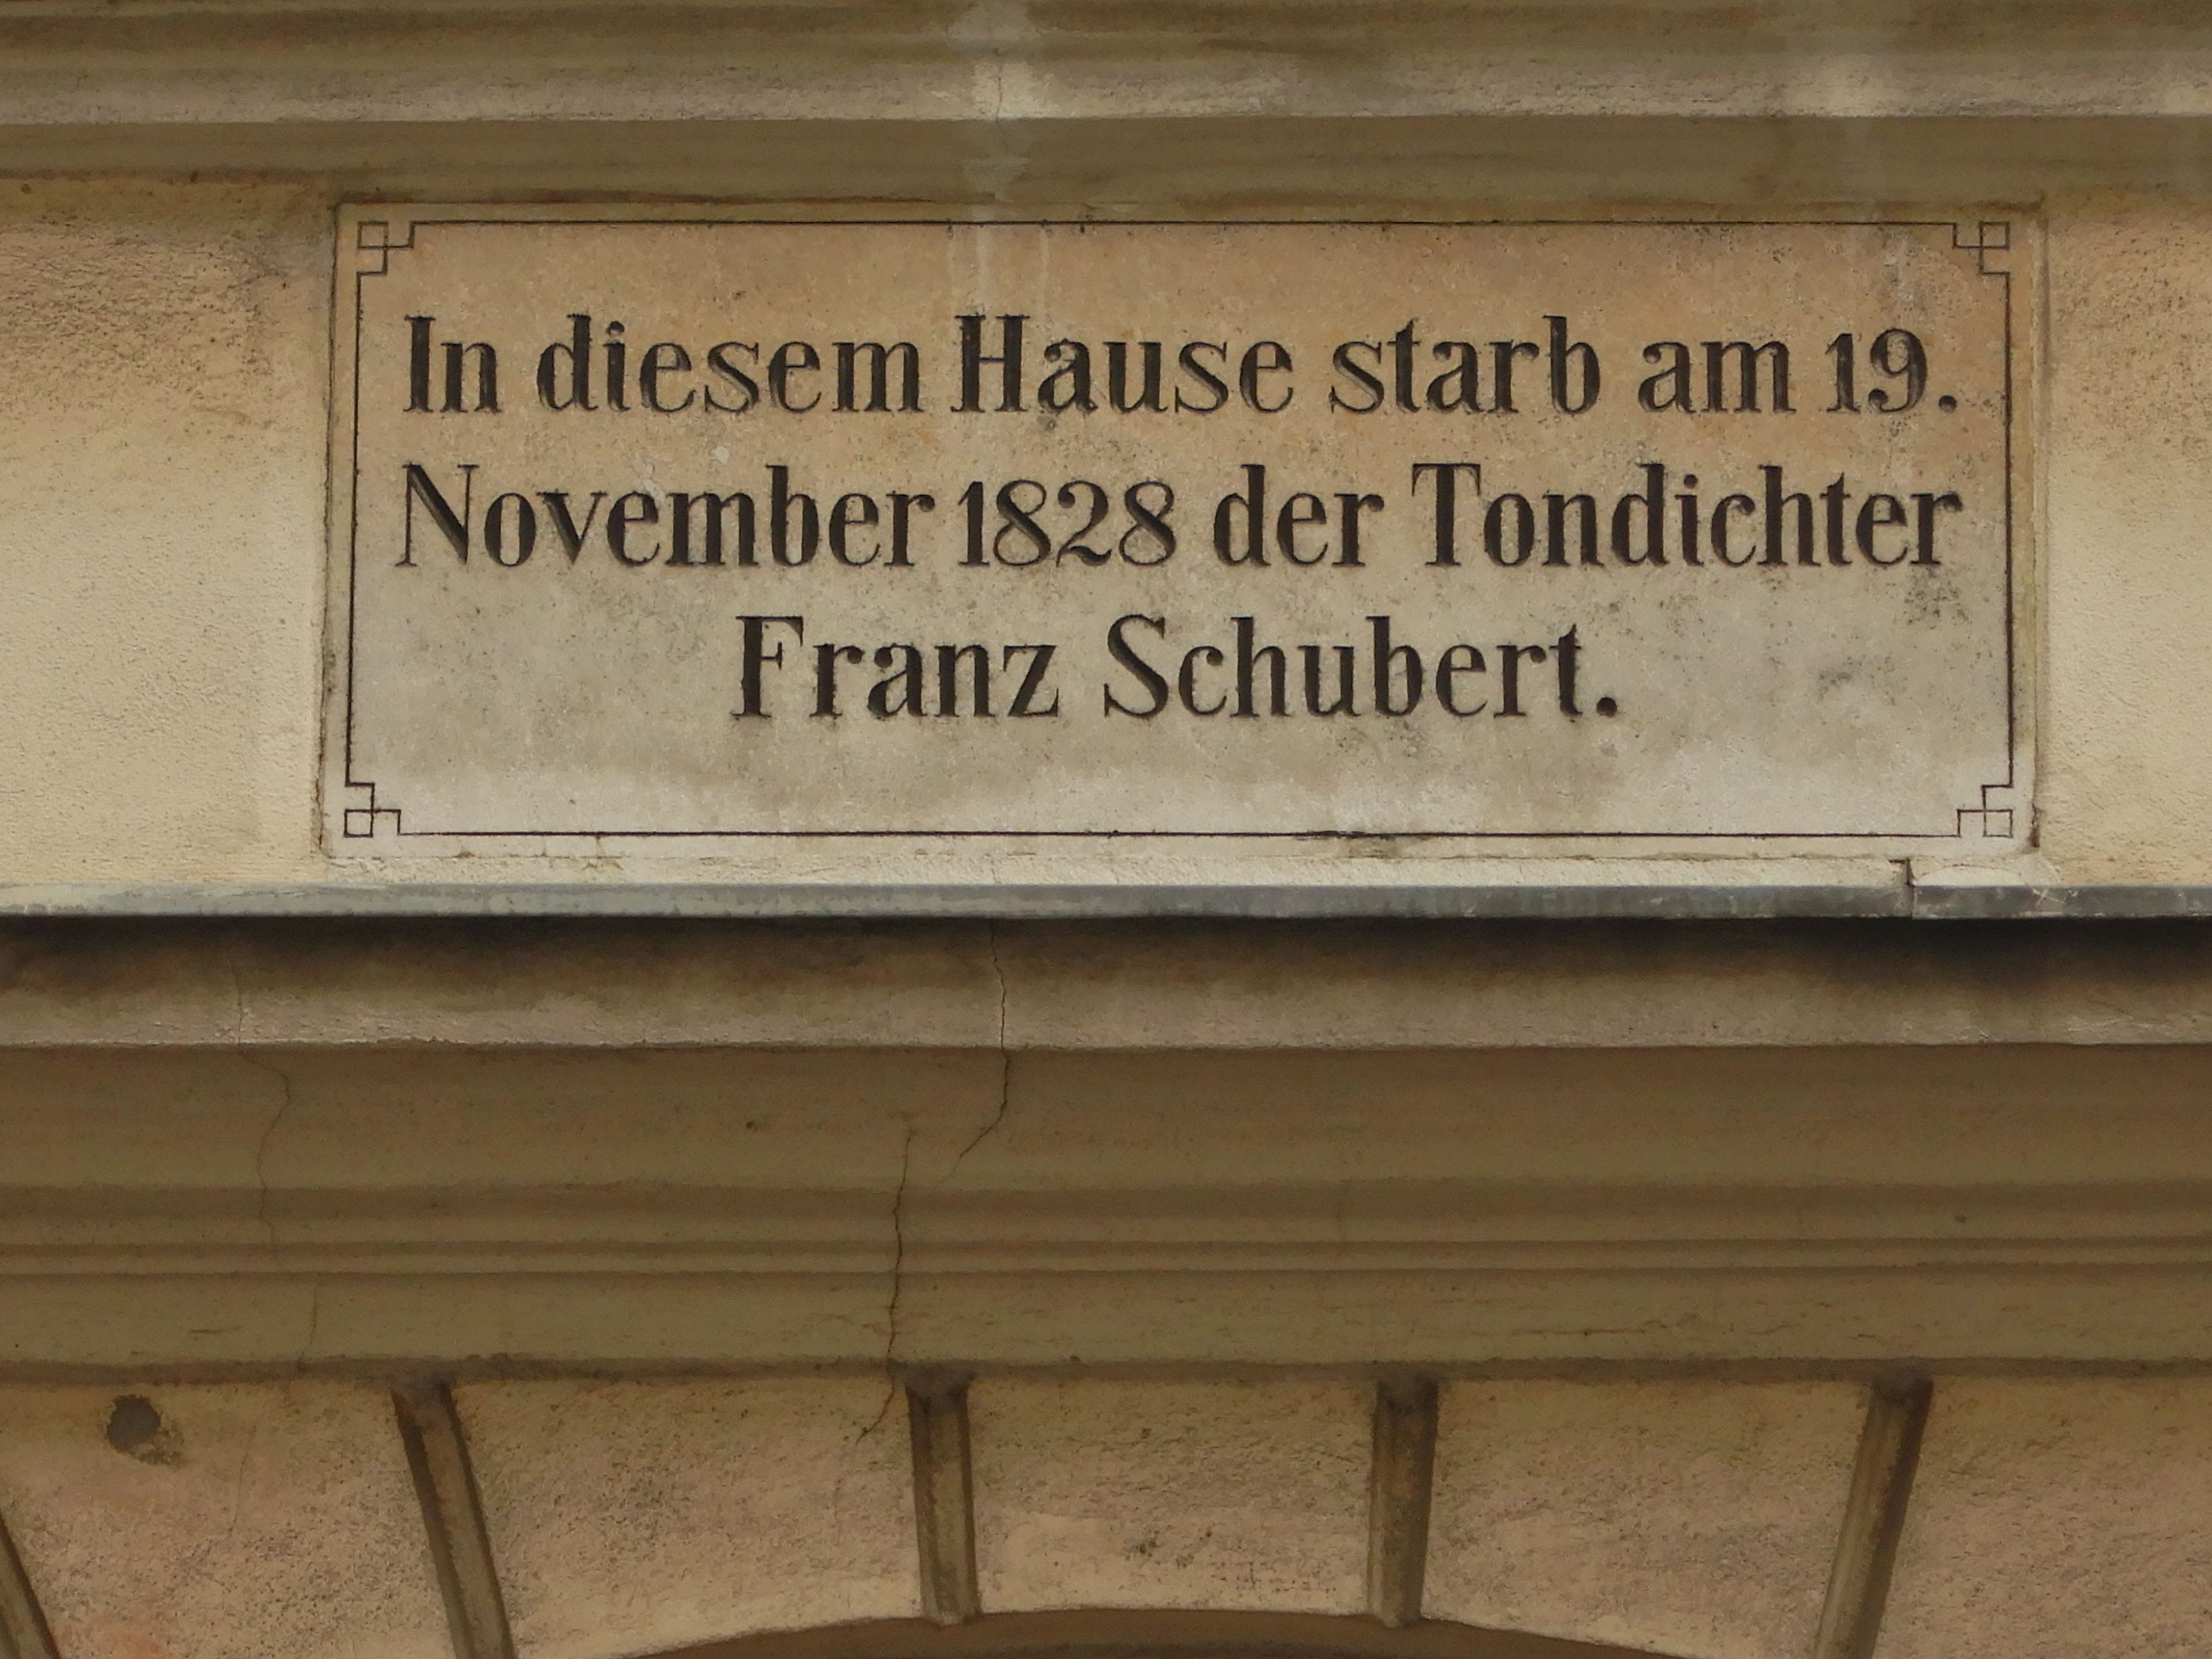 In diesem Hause starb am 19.
November 1828 der Tondichter
Franz Schubert.